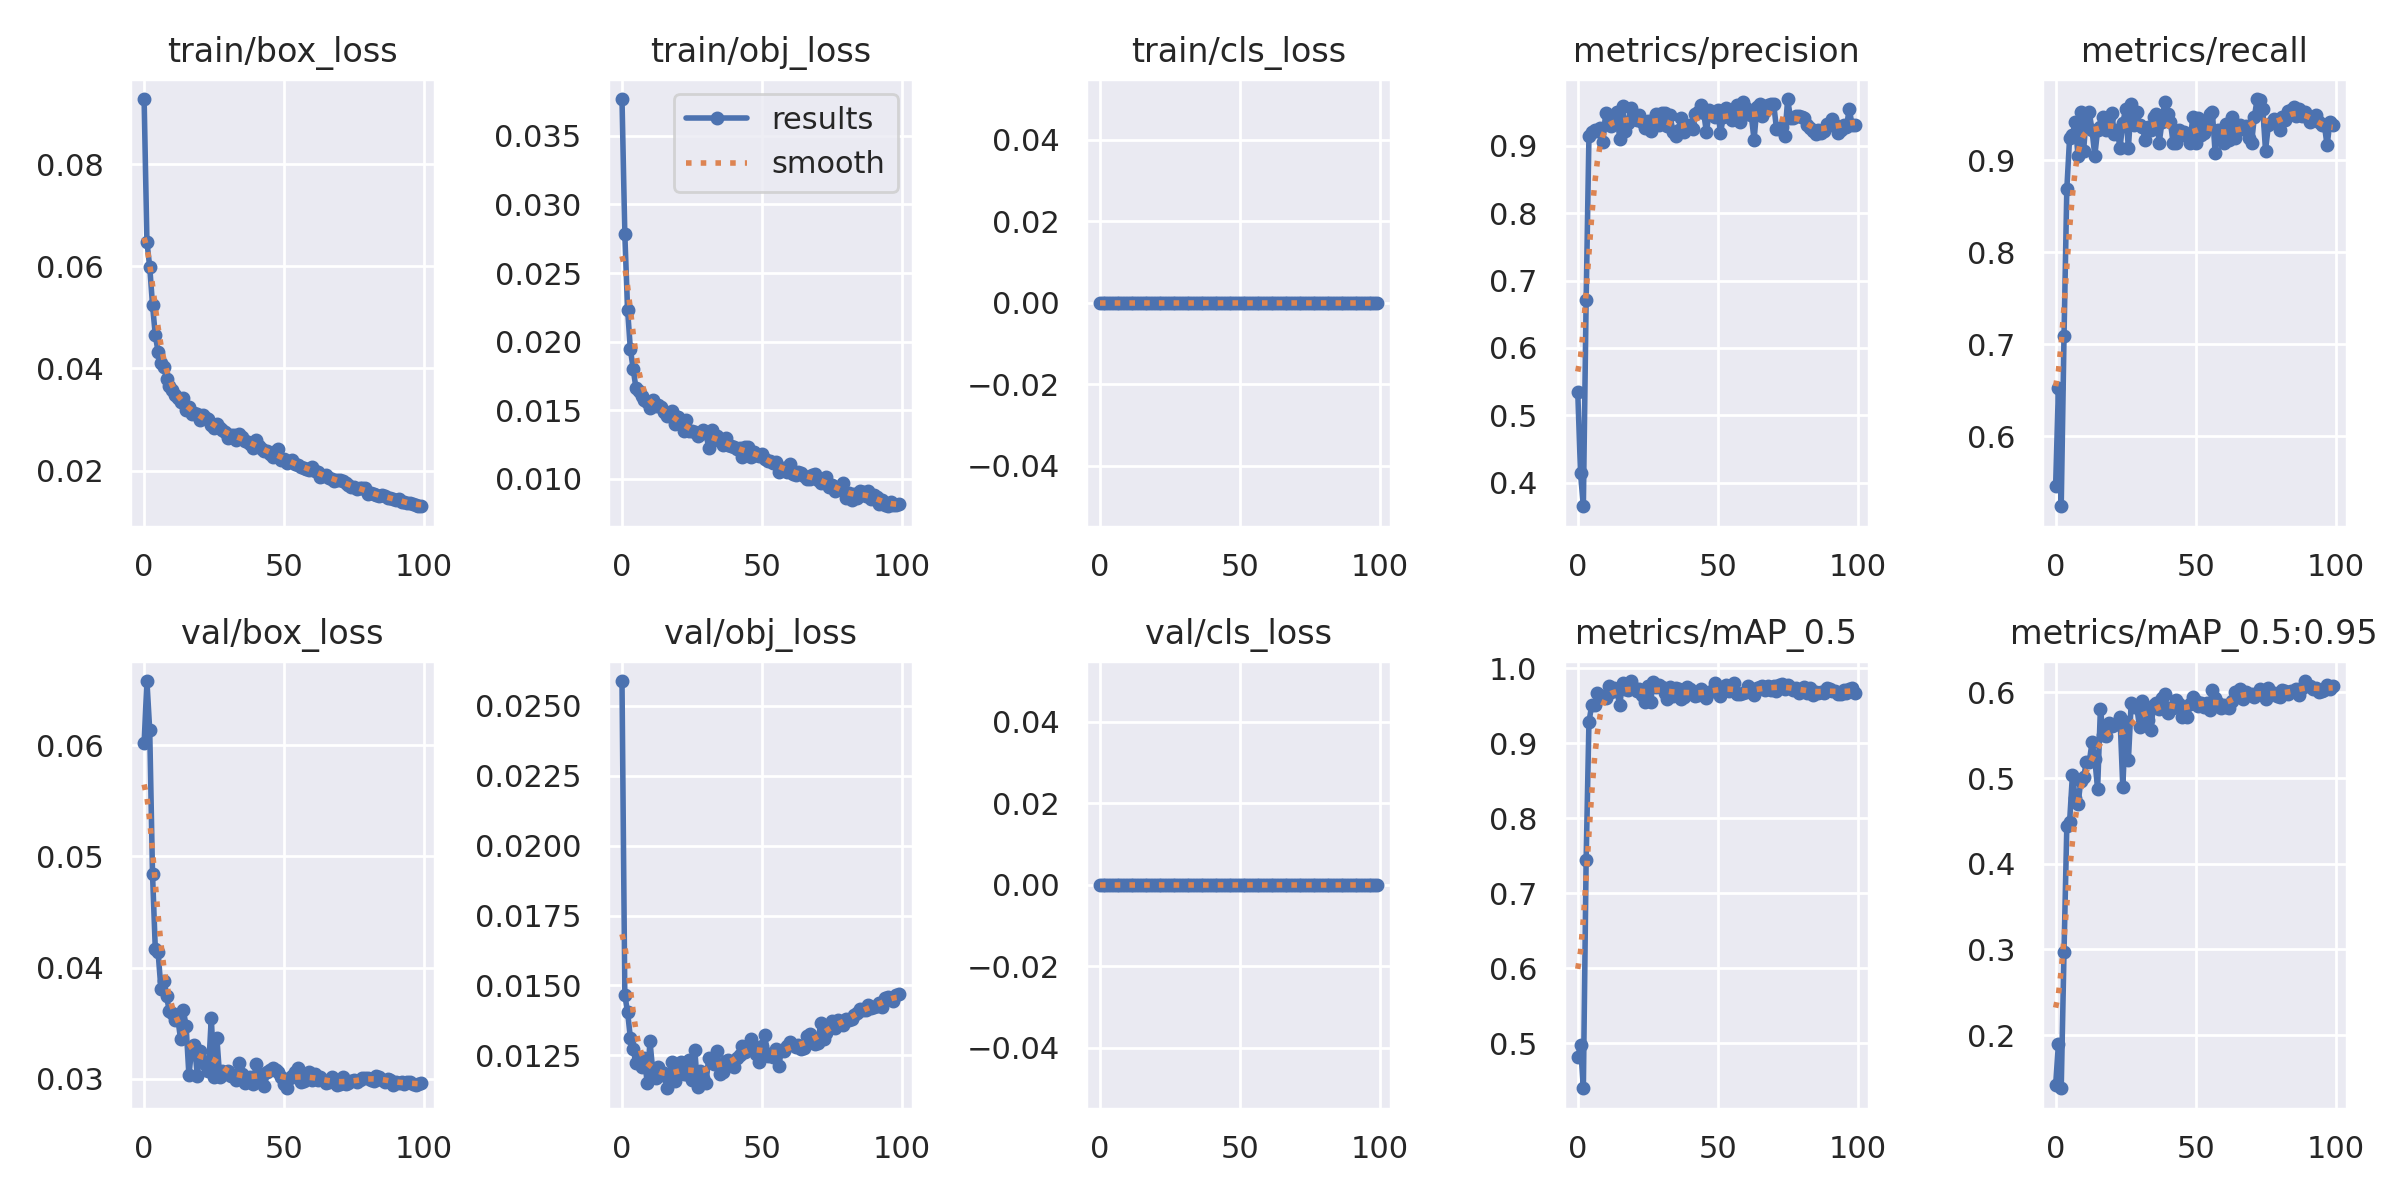 train/box_loss
0.08
0.06
0.04
0.02
0 50 100
train/obj_loss
results
smooth
0.035
0.030
0.025
0.020
0.015
0.010
0 50 100
train/cls_loss
0.04
0.02
0.00
−0.02
−0.04
0 50 100
metrics/precision
0.9
0.8
0.7
0.6
0.5
0.4
0 50 100
metrics/recall
0.9
0.8
0.7
0.6
0 50 100
val/box_loss
0.06
0.05
0.04
0.03
0 50 100
val/obj_loss
0.0250
0.0225
0.0200
0.0175
0.0150
0.0125
0 50 100
val/cls_loss
0.04
0.02
0.00
−0.02
−0.04
0 50 100
metrics/mAP_0.5
1.0
0.9
0.8
0.7
0.6
0.5
0 50 100
metrics/mAP_0.5:0.95
0.6
0.5
0.4
0.3
0.2
0 50 100